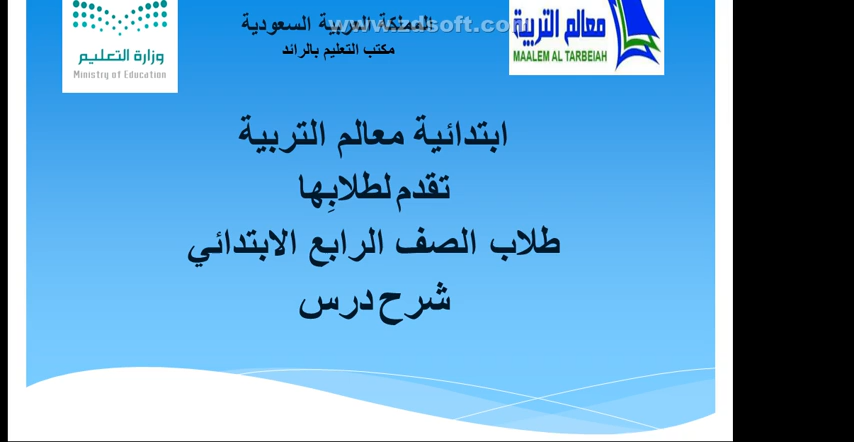 المملكة العربية السعودية
مكتب التعليم بالرائد
وزارة التعليم
Ministry of Education
معالم التربية
MAALEM AL TARBEIAH
ابتدائية معالم التربية
تقدم لطلابِها
طلاب الصف الرابع الابتدائي
شرح درس